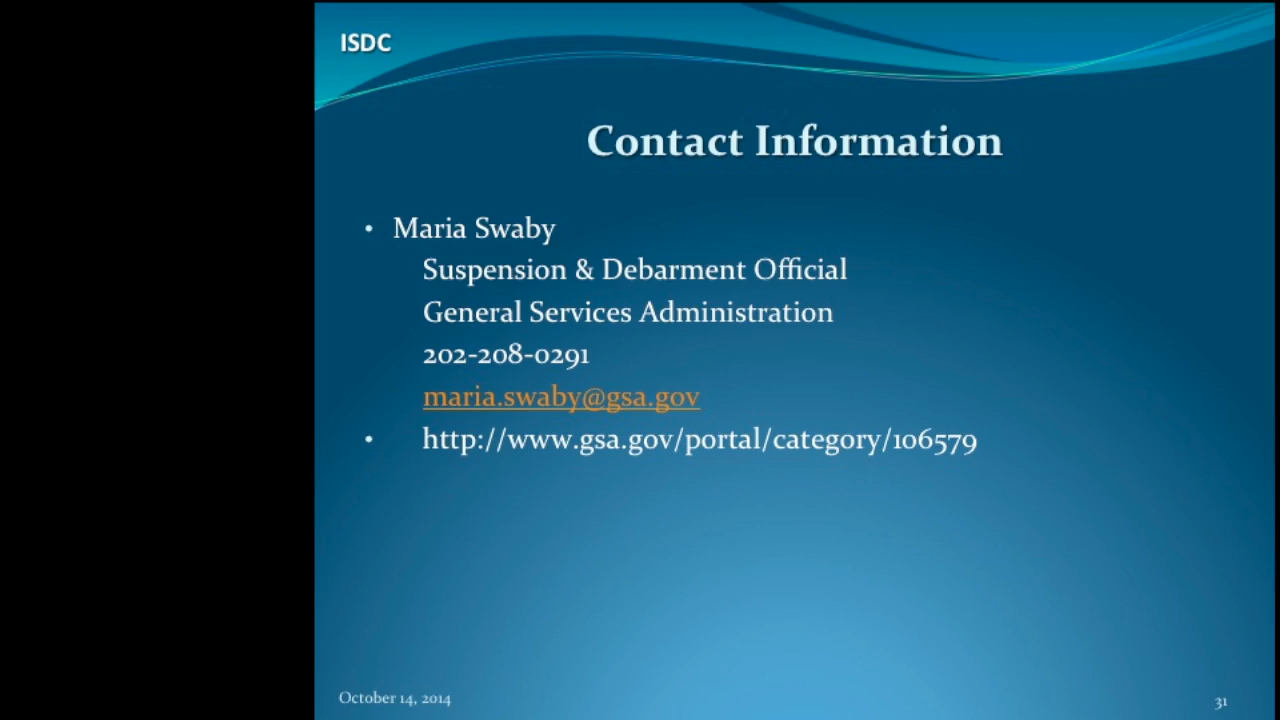 ISDC
Contact Information
• Maria Swaby
Suspension & Debarment Official
General Services Administration
202-208-0291
maria.swaby@gsa.gov
• http://www.gsa.gov/portal/category/106579
October 14, 2014
31